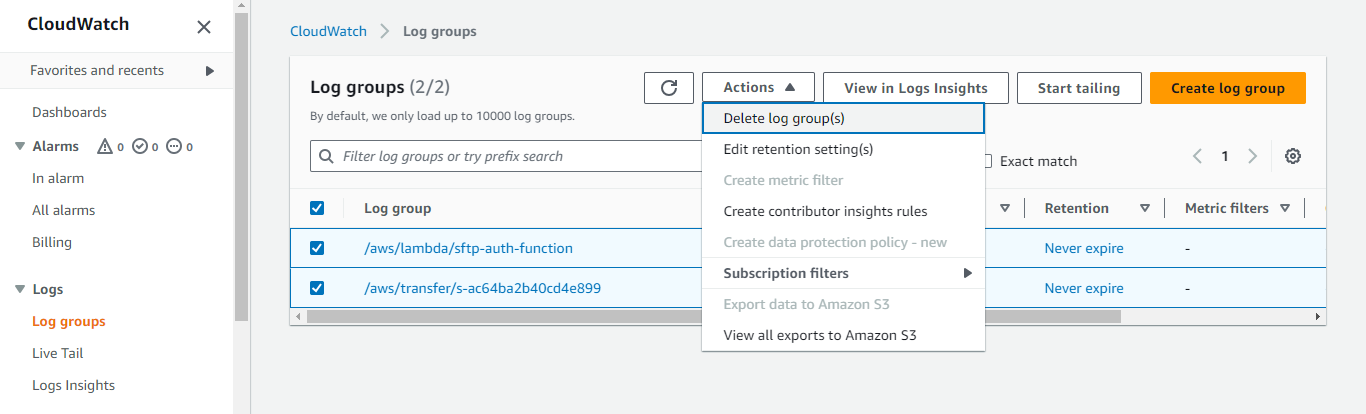 CloudWatch
Favorites and recents
Dashboards
Alarms 0 0 0
In alarm
All alarms
Billing
Logs
Log groups
Live Tail
Logs Insights
CloudWatch Log groups
Log groups (2/2) Actions View in Logs Insights Start tailing Create log group
By default, we only load up to 10000 log groups.
Filter log groups or try prefix search Exact match 1
Delete log group(s)
Edit retention setting(s)
Create metric filter
Create contributor insights rules
Create data protection policy - new
Subscription filters
Export data to Amazon S3
View all exports to Amazon S3
Log group Retention Metric filters
/aws/lambda/sftp-auth-function Never expire -
/aws/transfer/s-ac64ba2b40cd4e899 Never expire -